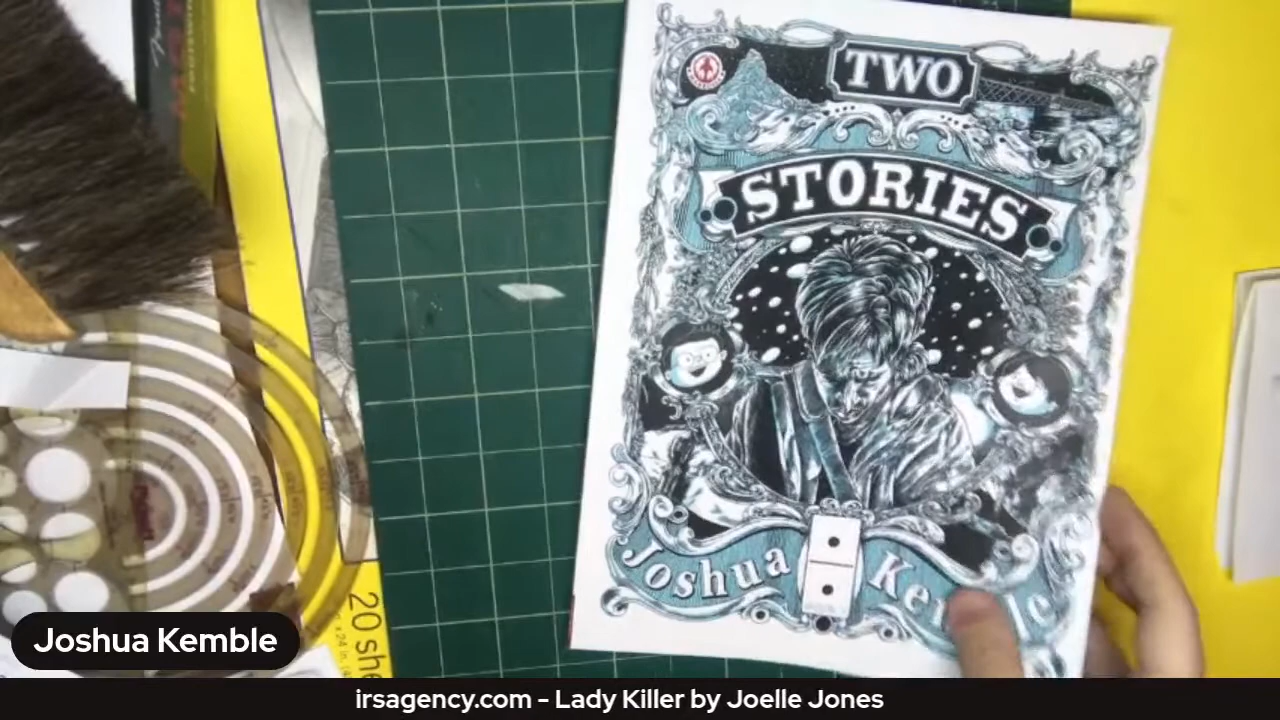 TWO
STORIES
Joshua Kemble
20 she
Joshua Kemble
irsagency.com - Lady Killer by Joelle Jones